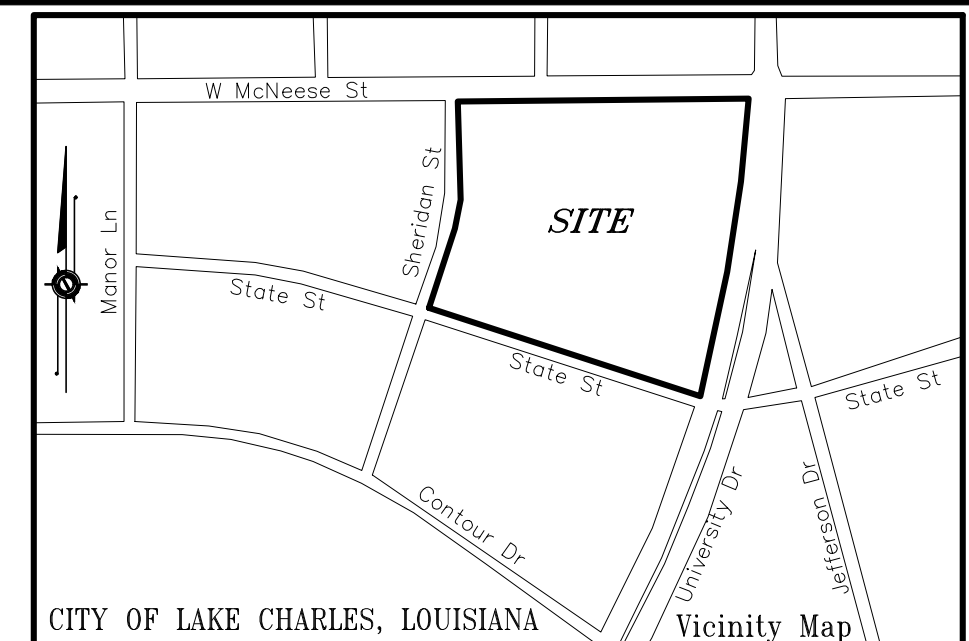 W McNeese St
Sheridan St
SITE
Manor Ln
State St
State St
State St
Contour Dr
University Dr
Jefferson Dr
CITY OF LAKE CHARLES, LOUISIANA
Vicinity Map